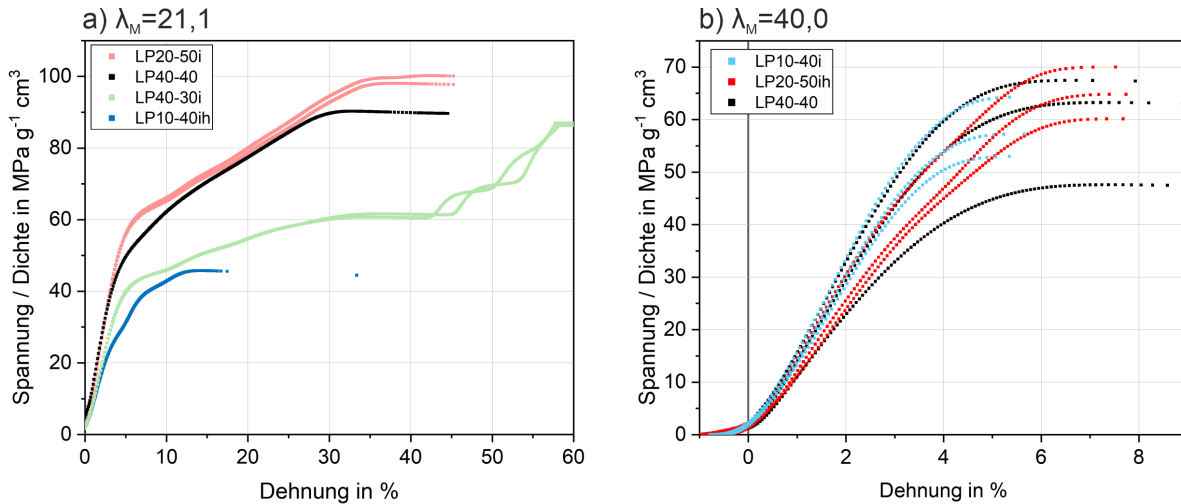 a) λM=21,1
LP20-50i
LP40-40
LP40-30i
LP10-40ih
100
80
60
40
20
0
0
10
20
30
40
50
60
Spannung / Dichte in MPa g⁻¹ cm³
Dehnung in %
b) λM=40,0
LP10-40i
LP20-50ih
LP40-40
70
60
50
40
30
20
10
0
0
2
4
6
8
Spannung / Dichte in MPa g⁻¹ cm³
Dehnung in %